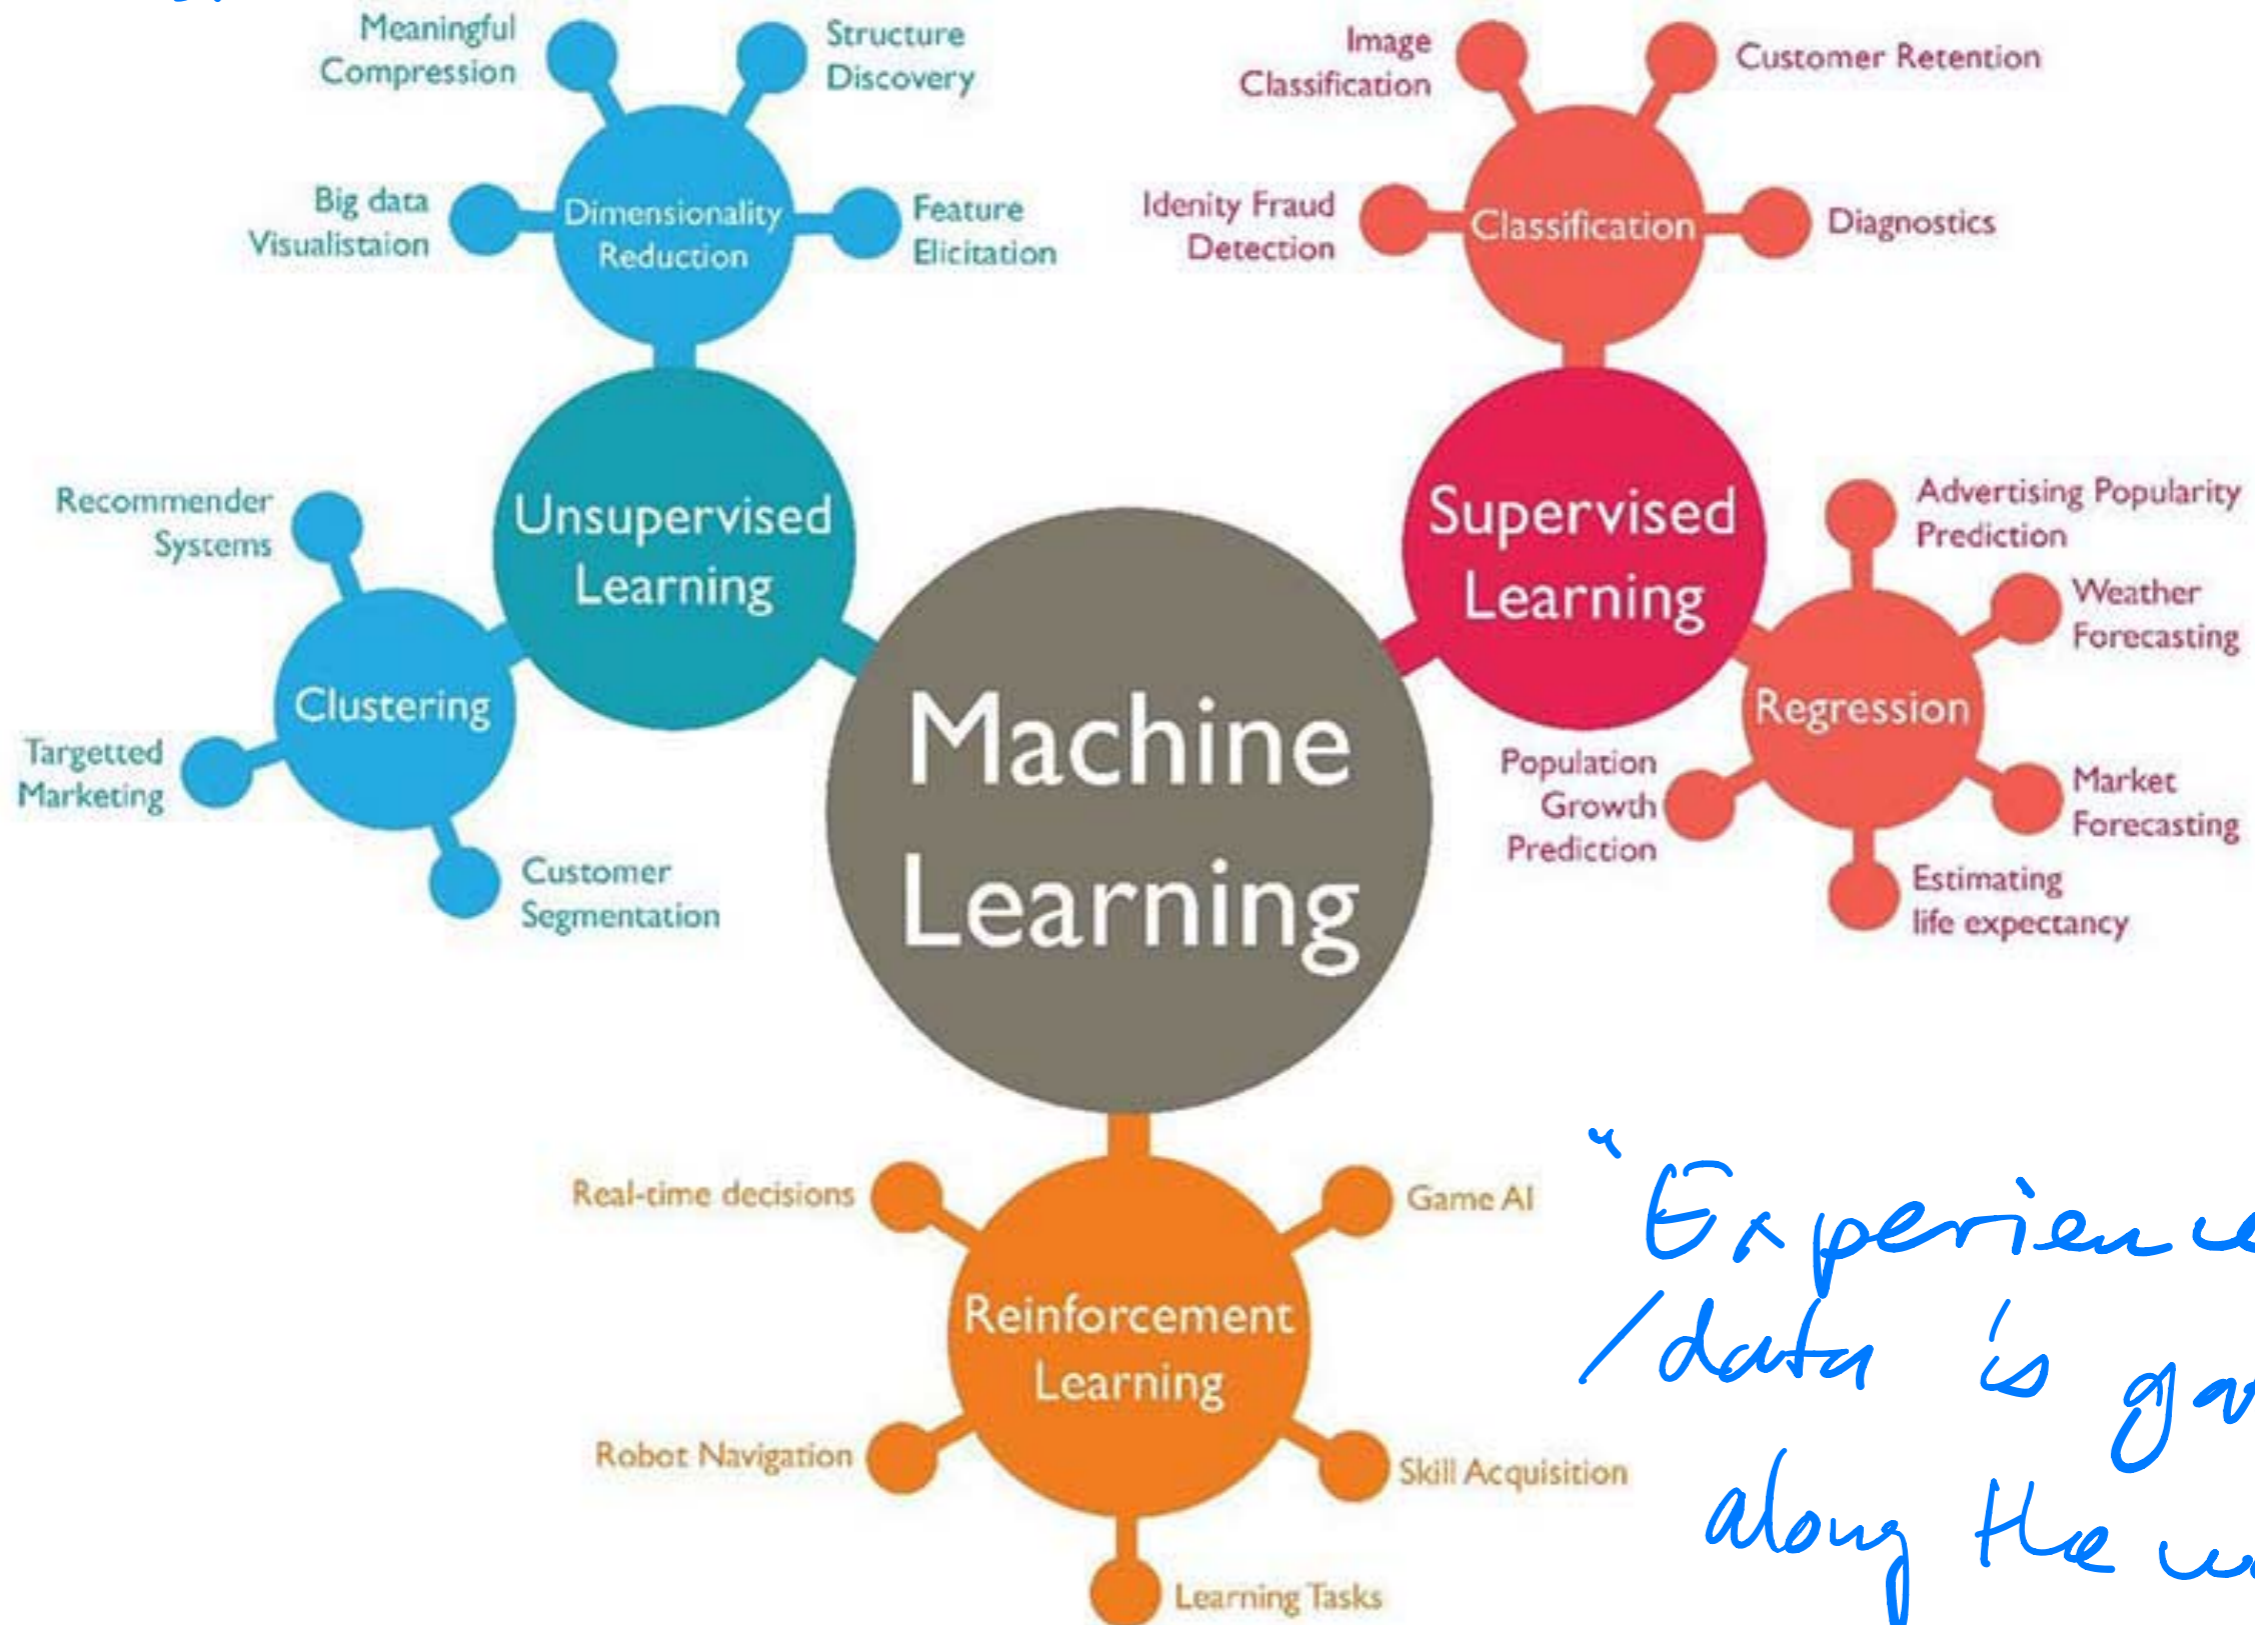 Meaningful
Compression
Structure
Discovery
Big data
Visualistaion
Dimensionality
Reduction
Feature
Elicitation
Image
Classification
Customer Retention
Idenity Fraud
Detection
Classification
Diagnostics
Recommender
Systems
Unsupervised
Learning
Clustering
Targetted
Marketing
Customer
Segmentation
Machine
Learning
Supervised
Learning
Advertising Popularity
Prediction
Weather
Forecasting
Regression
Population
Growth
Prediction
Market
Forecasting
Estimating
life expectancy
Real-time decisions
Game AI
Reinforcement
Learning
Robot Navigation
Skill Acquisition
Learning Tasks
"Experience
/data is
along the